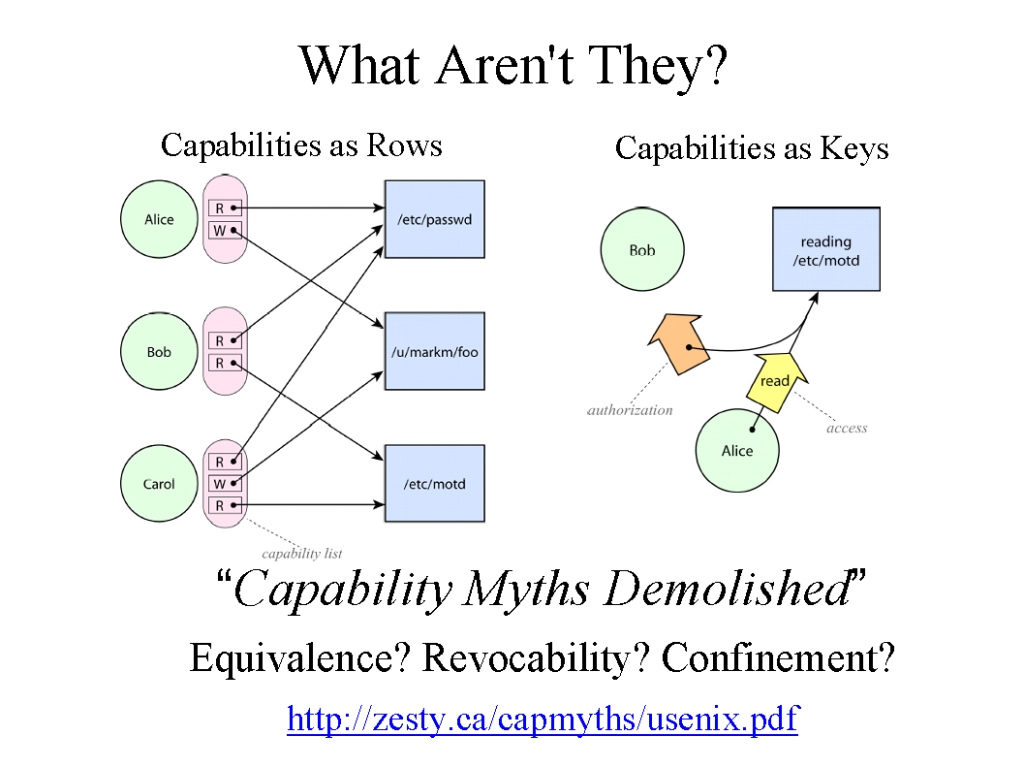 What Aren't They?
Capabilities as Rows
Alice
R
W
/etc/passwd
Bob
R
R
/u/markm/foo
Carol
R
W
R
/etc/motd
capability list
Capabilities as Keys
Bob
reading
/etc/motd
authorization
read
access
Alice
“Capability Myths Demolished”
Equivalence? Revocability? Confinement?
http://zesty.ca/capmyths/usenix.pdf